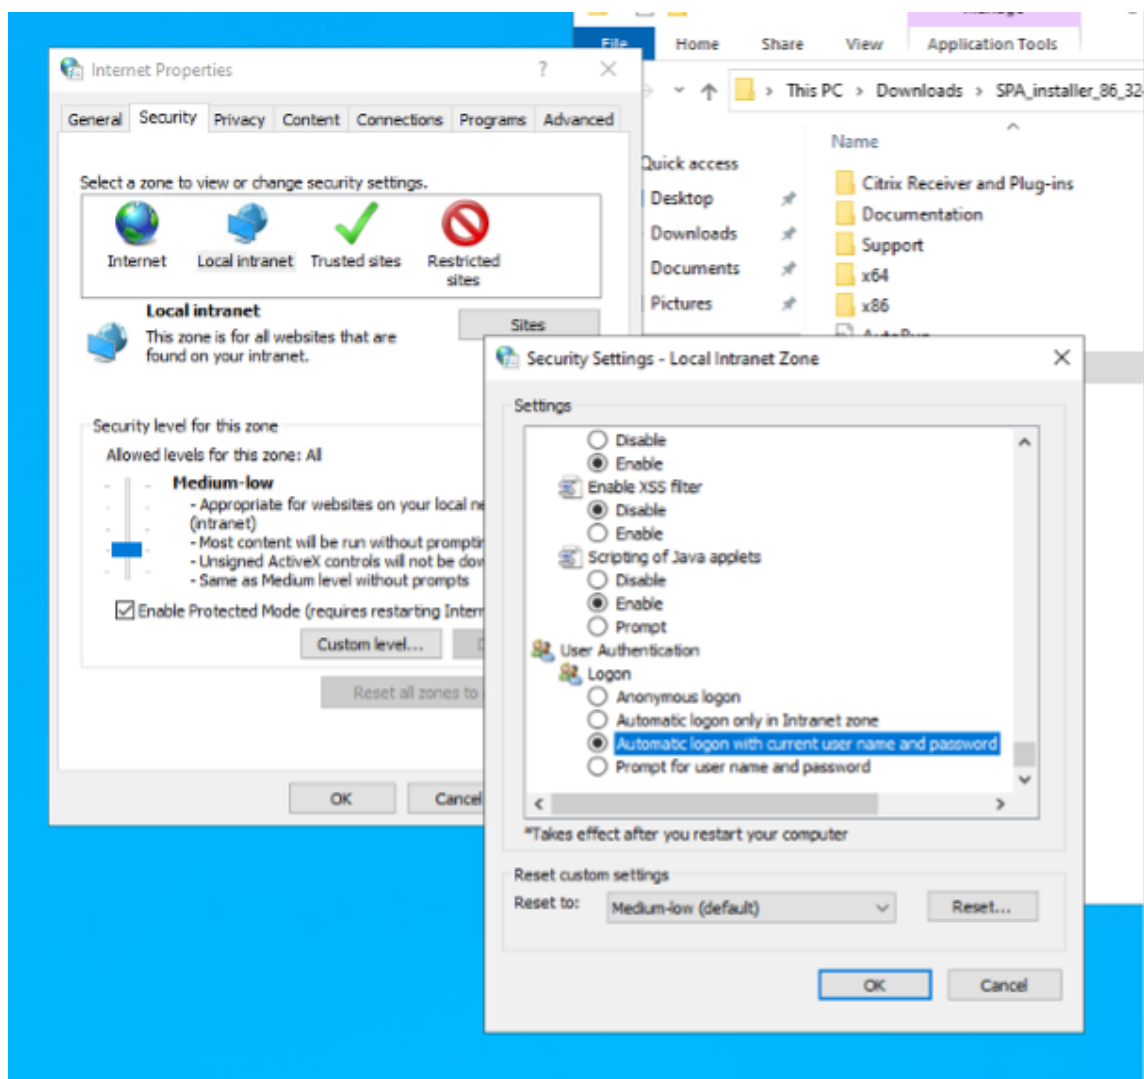 File Home Share View Application Tools
This PC > Downloads > SPA_installer_86_32
Name
Quick access
Desktop
Downloads
Documents
Pictures
Citrix Receiver and Plug-ins
Documentation
Support
x64
x86
AutoRun
Internet Properties
General Security Privacy Content Connections Programs Advanced
Select a zone to view or change security settings.
Internet Local intranet Trusted sites Restricted sites
Local intranet
This zone is for all websites that are
found on your intranet.
Sites
Security level for this zone
Allowed levels for this zone: All
Medium-low
- Appropriate for websites on your local ne
(intranet)
- Most content will be run without promptin
- Unsigned ActiveX controls will not be dow
- Same as Medium level without prompts
Enable Protected Mode (requires restarting Intern
Custom level...
Reset all zones to
OK Cancel
Security Settings - Local Intranet Zone
Settings
Disable
Enable
Enable XSS filter
Disable
Enable
Scripting of Java applets
Disable
Enable
Prompt
User Authentication
Logon
Anonymous logon
Automatic logon only in Intranet zone
Automatic logon with current user name and password
Prompt for user name and password
*Takes effect after you restart your computer
Reset custom settings
Reset to: Medium-low (default) Reset...
OK Cancel